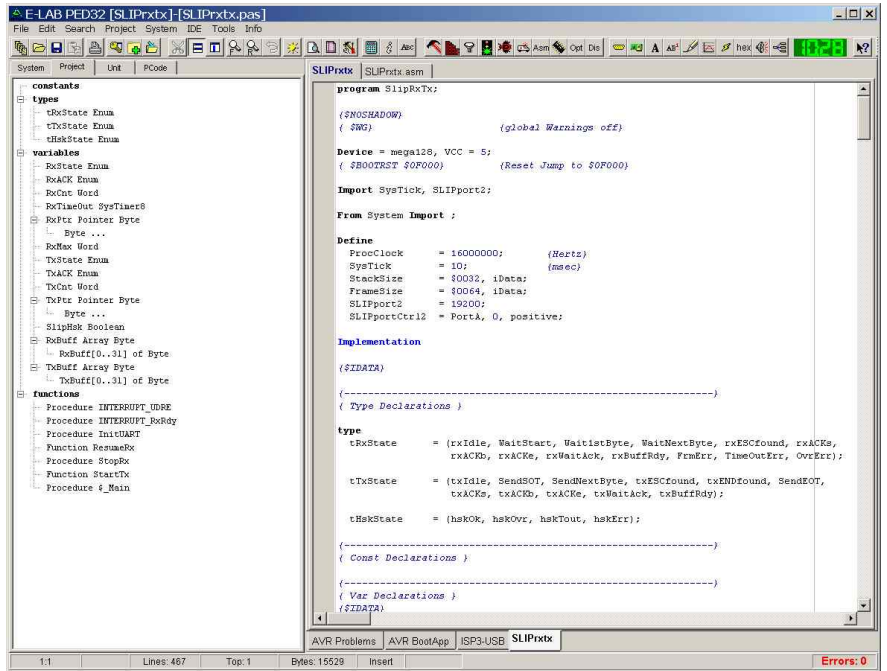 E-LAB PED32 [SLIPrxtx]-[SLIPrxtx.pas]
File Edit Search Project System IDE Tools Info
ABC Asm Opt Dis A hex 10:28
System Project Unit PCode
constants
types
tRxState Enum
tTxState Enum
tHskState Enum
variables
RxState Enum
RxACK Enum
RxCnt Word
RxTimeOut SysTimer8
RxPtr Pointer Byte
Byte ...
RxMax Word
TxState Enum
TxACK Enum
TxCnt Word
TxPtr Pointer Byte
Byte ...
SlipHsk Boolean
RxBuff Array Byte
RxBuff[0..31] of Byte
TxBuff Array Byte
TxBuff[0..31] of Byte
functions
Procedure INTERRUPT_UDRE
Procedure INTERRUPT_RxRdy
Procedure InitUART
Function ResumeRx
Procedure StopRx
Function StartTx
Procedure $_Main
SLIPrxtx SLIPrxtx.asm
program SlipRxTx;
{$NOSHADOW}
{ $WG} {global Warnings off}
Device = mega128, VCC = 5;
{ $BOOTRST $0F000} {Reset Jump to $0F000}
Import SysTick, SLIPport2;
From System Import ;
Define
ProcClock = 16000000; {Hertz}
SysTick = 10; {msec}
StackSize = $0032, iData;
FrameSize = $0064, iData;
SLIPport2 = 19200;
SLIPportCtrl2 = PortA, 0, positive;
Implementation
{$IDATA}
{--------------------------------------------------------------}
{ Type Declarations }
type
tRxState = (rxIdle, WaitStart, Wait1stByte, WaitNextByte, rxESCfound, rxACKs,
rxACKb, rxACKe, rxWaitAck, rxBuffRdy, FrmErr, TimeOutErr, OvrErr);
tTxState = (txIdle, SendSOT, SendNextByte, txESCfound, txENDfound, SendEOT,
txACKs, txACKb, txACKe, txWaitAck, txBuffRdy);
tHskState = (hskOk, hskOvr, hskTout, hskErr);
{--------------------------------------------------------------}
{ Const Declarations }
{--------------------------------------------------------------}
{ Var Declarations }
{$IDATA}
AVR Problems AVR BootApp ISP3-USB SLIPrxtx
1:1 Lines: 467 Top: 1 Bytes: 15529 Insert Errors: 0